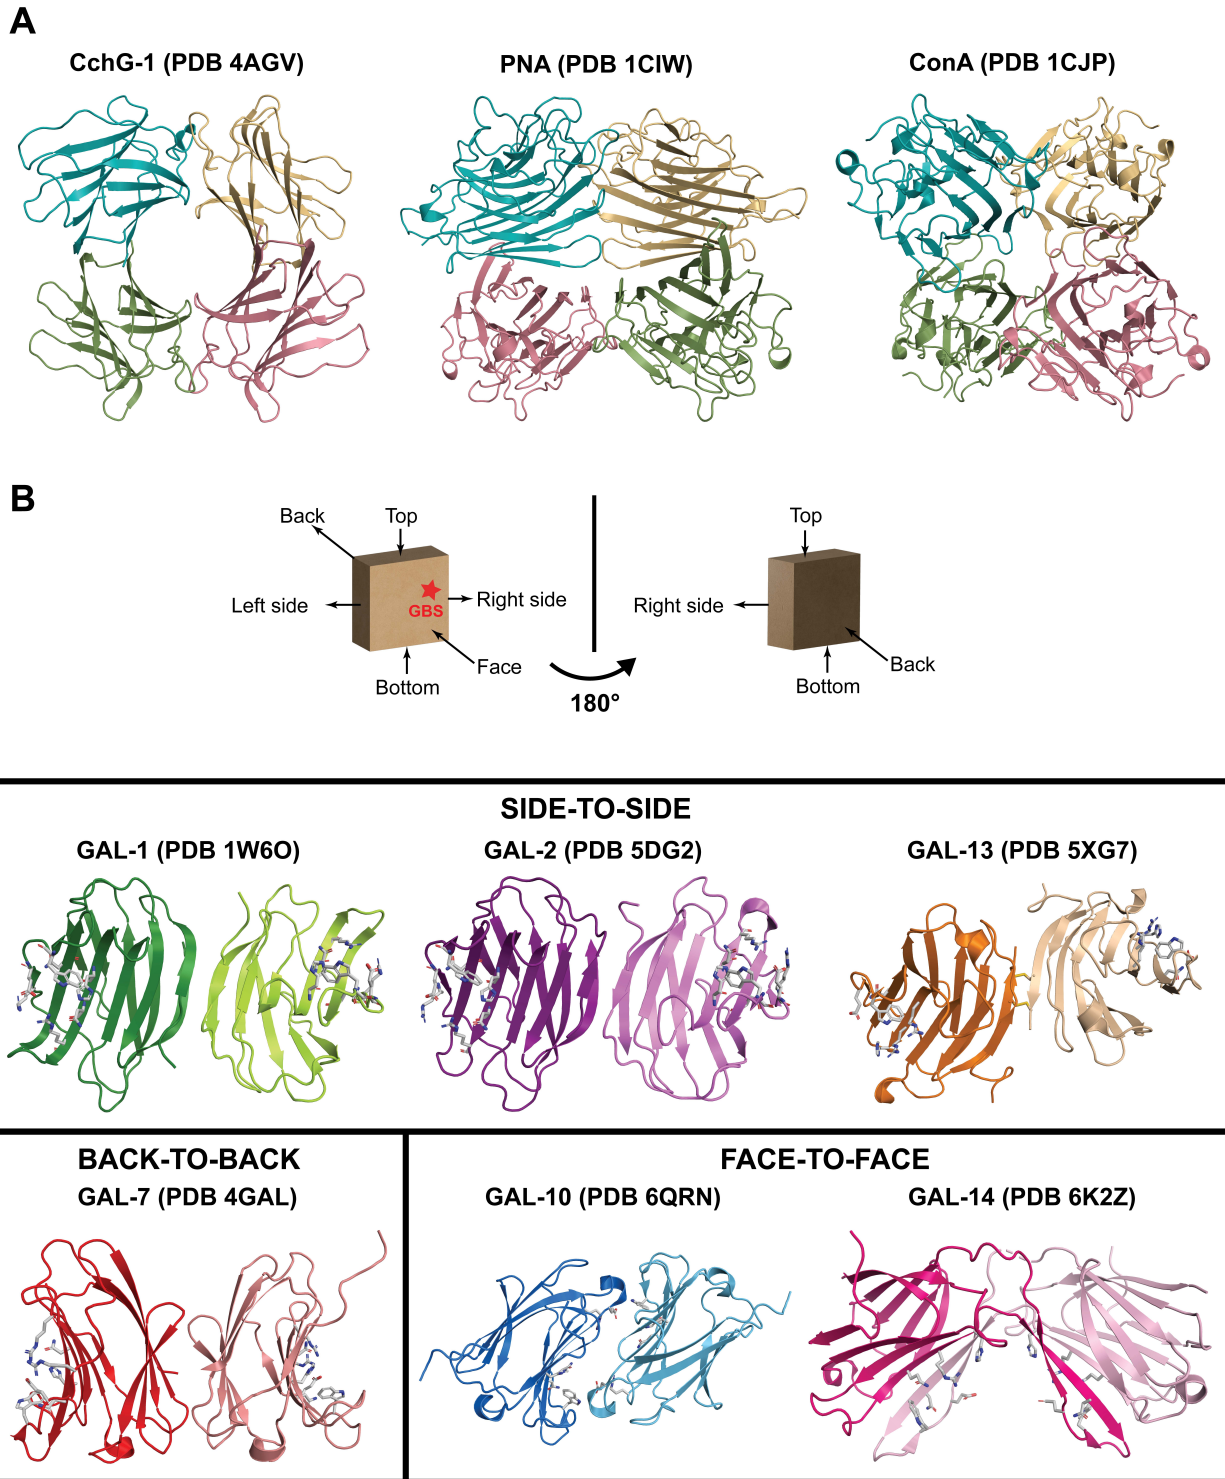 A
CchG-1 (PDB 4AGV)
PNA (PDB 1CIW)
ConA (PDB 1CJP)
B
Back
Top
Left side
GBS
Right side
Face
Bottom
180°
Top
Right side
Back
Bottom
SIDE-TO-SIDE
GAL-1 (PDB 1W6O)
GAL-2 (PDB 5DG2)
GAL-13 (PDB 5XG7)
BACK-TO-BACK
GAL-7 (PDB 4GAL)
FACE-TO-FACE
GAL-10 (PDB 6QRN)
GAL-14 (PDB 6K2Z)